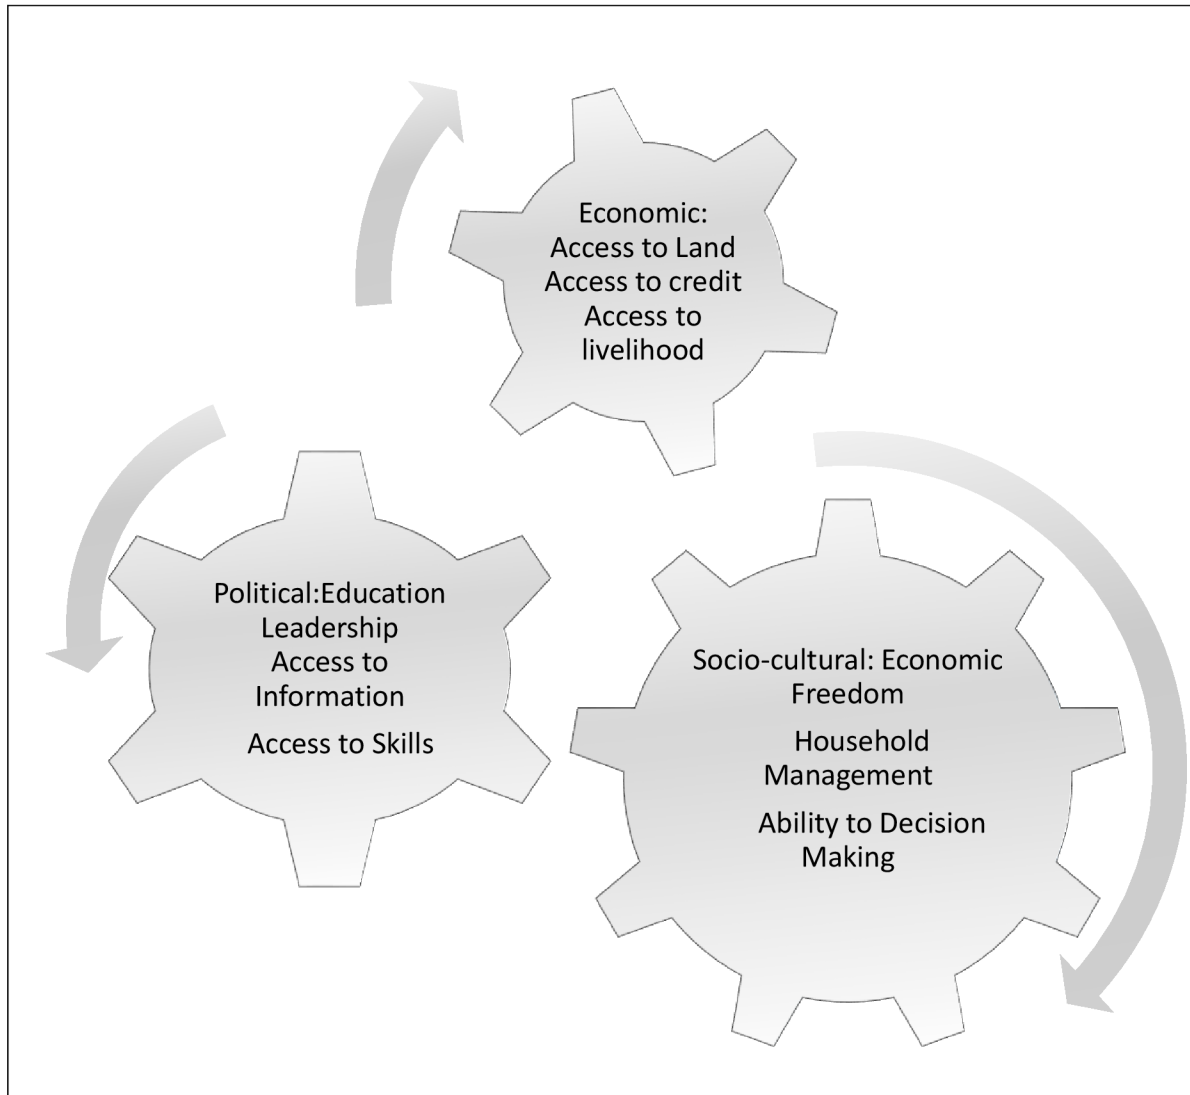 Economic:
Access to Land
Access to credit
Access to
livelihood
Political:Education
Leadership
Access to
Information
Access to Skills
Socio-cultural: Economic
Freedom
Household
Management
Ability to Decision
Making